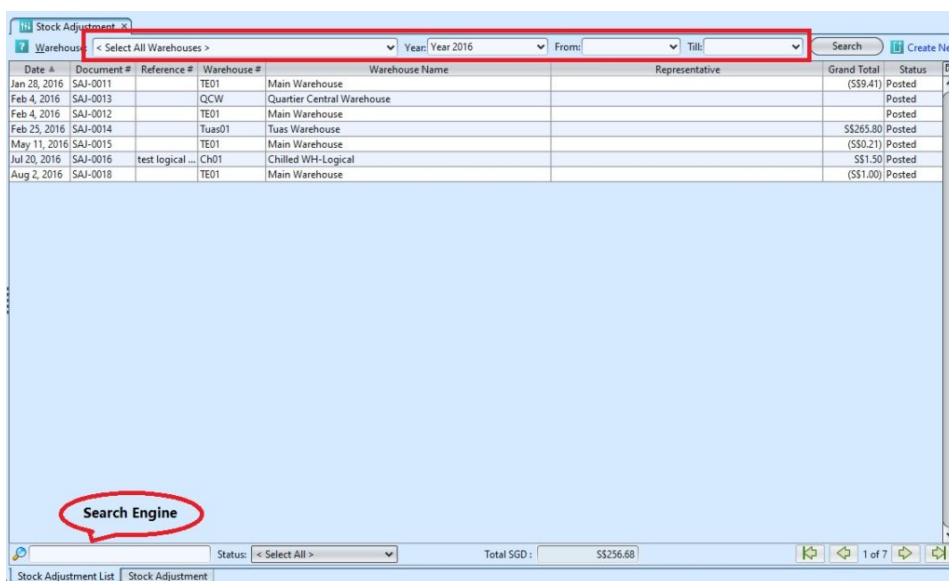 Stock Adjustment ×
? Warehouse: < Select All Warehouses > Year: Year 2016 From: Till: Search Create Ne
Date Document # Reference # Warehouse # Warehouse Name Representative Grand Total Status
Jan 28, 2016 SAJ-0011 TE01 Main Warehouse (S$9.41) Posted
Feb 4, 2016 SAJ-0013 QCW Quartier Central Warehouse Posted
Feb 4, 2016 SAJ-0012 TE01 Main Warehouse Posted
Feb 25, 2016 SAJ-0014 Tuas01 Tuas Warehouse S$265.80 Posted
May 11, 2016 SAJ-0015 TE01 Main Warehouse (S$0.21) Posted
Jul 20, 2016 SAJ-0016 test logical ... Ch01 Chilled WH-Logical S$1.50 Posted
Aug 2, 2016 SAJ-0018 TE01 Main Warehouse (S$1.00) Posted
Search Engine
Status: < Select All > Total SGD : S$256.68 1 of 7
Stock Adjustment List Stock Adjustment